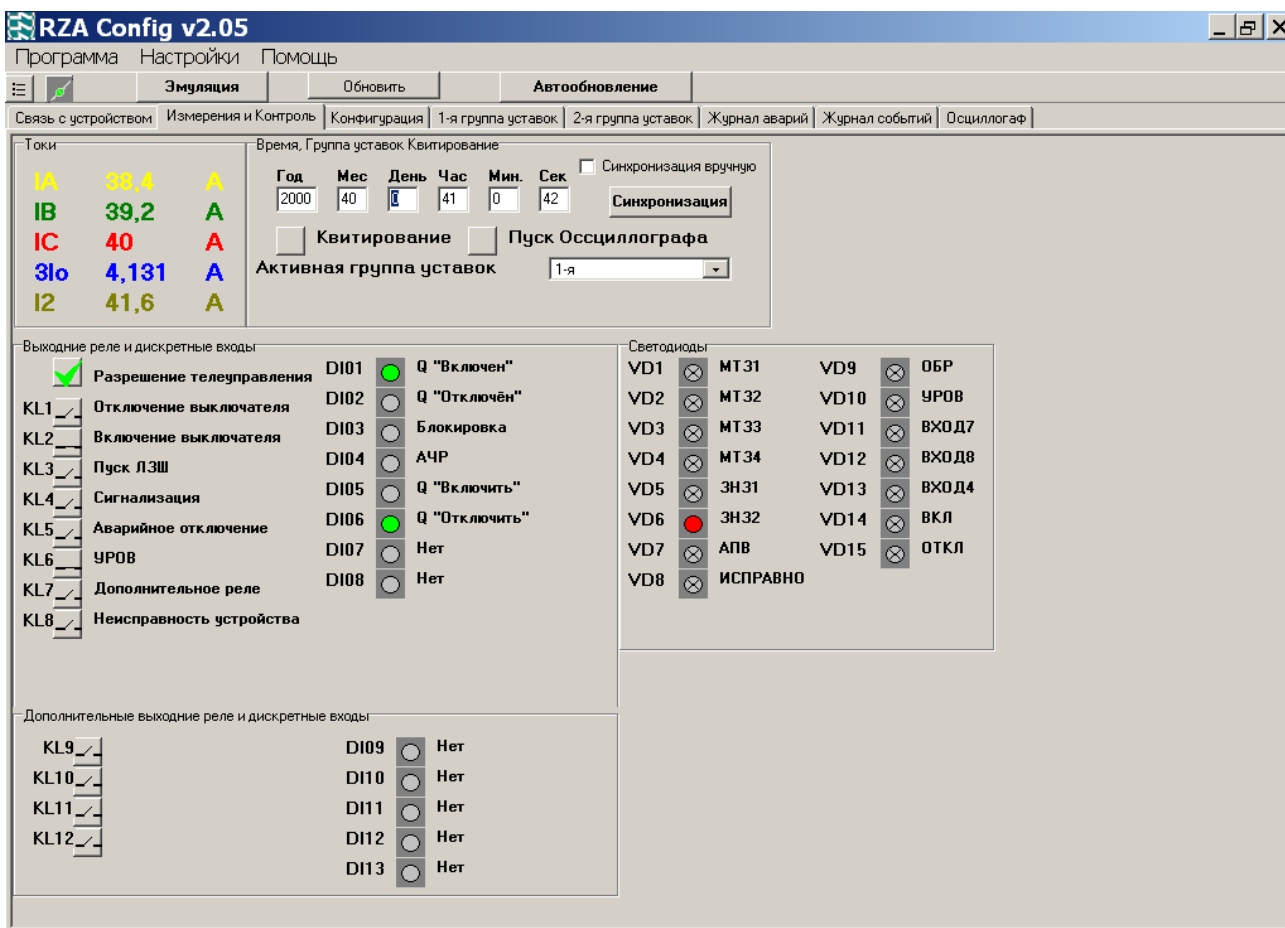 RZA Config v2.05
Программа Настройки Помощь
Эмуляция Обновить Автообновление
Связь с устройством Измерения и Контроль Конфигурация 1-я группа уставок 2-я группа уставок Журнал аварий Журнал событий Осциллогаф
Токи
IA 38,4 A
IB 39,2 A
IC 40 A
3Io 4,131 A
I2 41,6 A
Время, Группа уставок Квитирование
Год Мес День Час Мин. Сек
2000 40 0 41 0 42
Синхронизация вручную
Синхронизация
Квитирование Пуск Оссциллографа
Активная группа уставок 1-я
Выходние реле и дискретные входы
Разрешение телеуправления
KL1 Отключение выключателя
KL2 Включение выключателя
KL3 Пуск ЛЗШ
KL4 Сигнализация
KL5 Аварийное отключение
KL6 УРОВ
KL7 Дополнительное реле
KL8 Неисправность устройства
DI01 Q "Включен"
DI02 Q "Отключён"
DI03 Блокировка
DI04 АЧР
DI05 Q "Включить"
DI06 Q "Отключить"
DI07 Нет
DI08 Нет
Светодиоды
VD1 МТЗ1
VD2 МТЗ2
VD3 МТЗ3
VD4 МТЗ4
VD5 ЗНЗ1
VD6 ЗНЗ2
VD7 АПВ
VD8 ИСПРАВНО
VD9 ОБР
VD10 УРОВ
VD11 ВХОД7
VD12 ВХОД8
VD13 ВХОД4
VD14 ВКЛ
VD15 ОТКЛ
Дополнительные выходние реле и дискретные входы
KL9
KL10
KL11
KL12
DI09 Нет
DI10 Нет
DI11 Нет
DI12 Нет
DI13 Нет